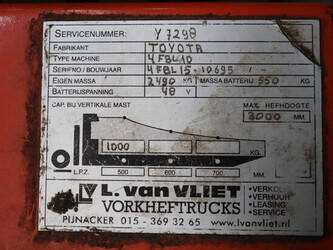 SERVICENUMMER: Y7298
FABRIKANT TOYOTA
TYPE MACHINE 4FBL10
SERIENO / BOUWJAAR 4FBL15-10695 / -
EIGEN MASSA 2490 KG. MASSA BATTERIJ 550 KG
BATTERIJSPANNING 48 V
CAP. BIJ VERTIKALE MAST MAX. HEFHOOGTE
3000 MM.
1000 KG.
L.P.Z. 500 600 700 MM.
L. van VLIET
VORKHEFTRUCKS
• VERKOOP
• VERHUUR
• LEASING
• SERVICE
PIJNACKER 015 - 369 32 65 www.lvanvliet.nl